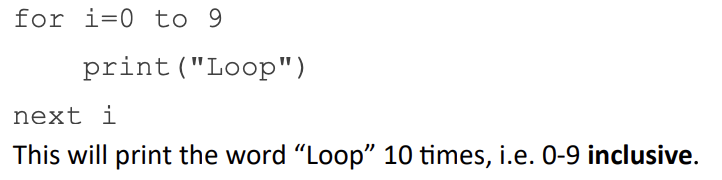 for i=0 to 9
    print("Loop")
next i
This will print the word “Loop” 10 times, i.e. 0-9 inclusive.